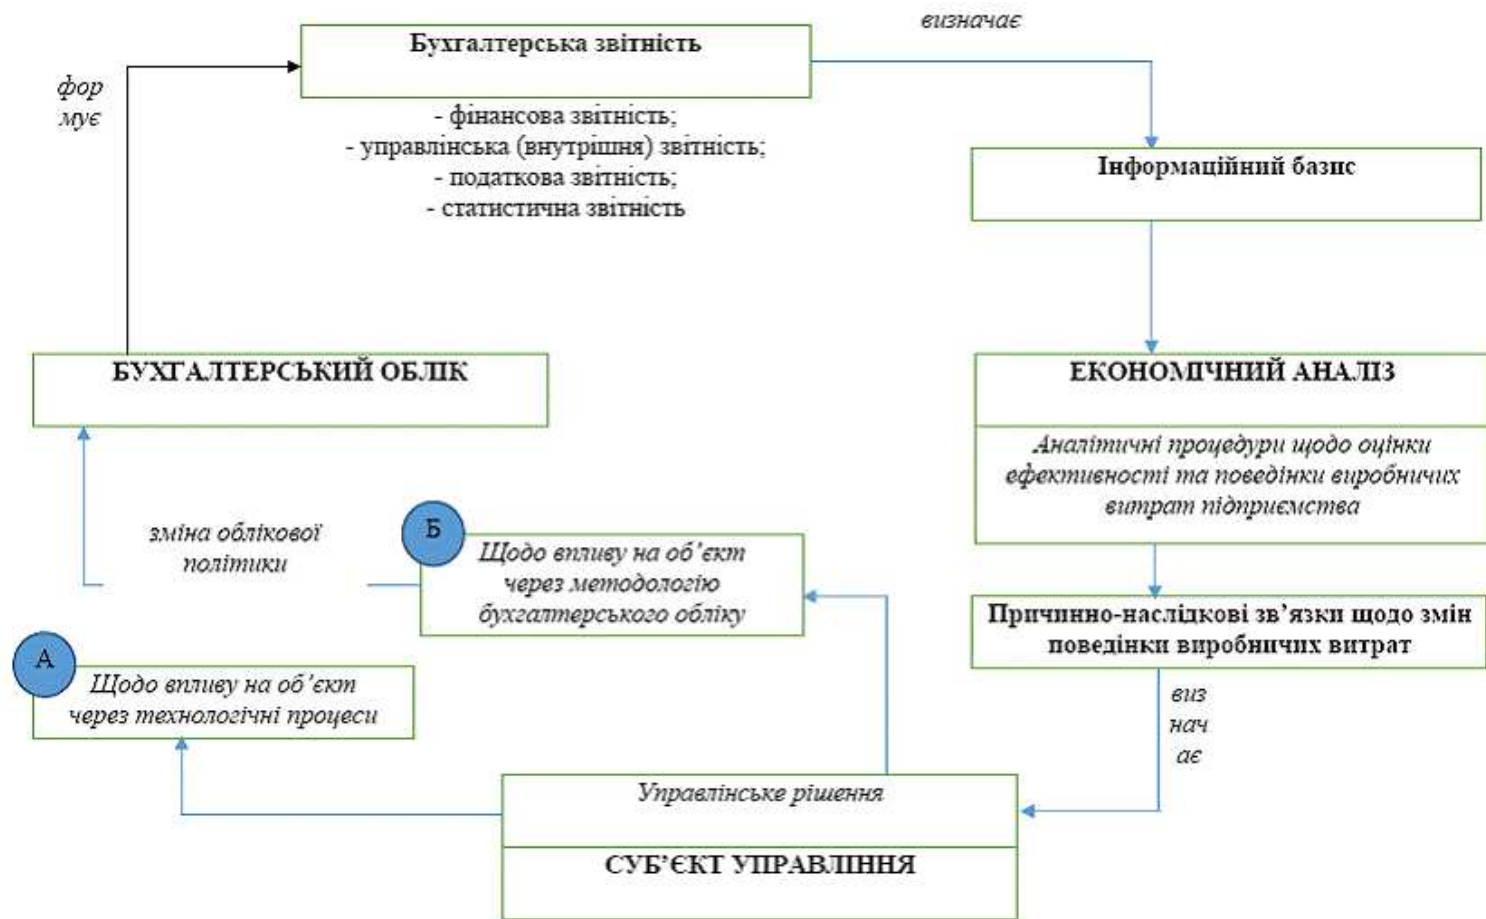 визначає
Бухгалтерська звітність
фор
мує
- фінансова звітність;
- управлінська (внутрішня) звітність;
- податкова звітність;
- статистична звітність
Інформаційний базис
БУХГАЛТЕРСЬКИЙ ОБЛІК
ЕКОНОМІЧНИЙ АНАЛІЗ
Аналітичні процедури щодо оцінки
ефективності та поведінки виробничих
витрат підприємства
зміна облікової
політики
Б
Щодо впливу на об’єкт
через методологію
бухгалтерського обліку
Причинно-наслідкові зв’язки щодо змін
поведінки виробничих витрат
А
Щодо впливу на об’єкт
через технологічні процеси
виз
нач
ає
Управлінське рішення
СУБ’ЄКТ УПРАВЛІННЯ